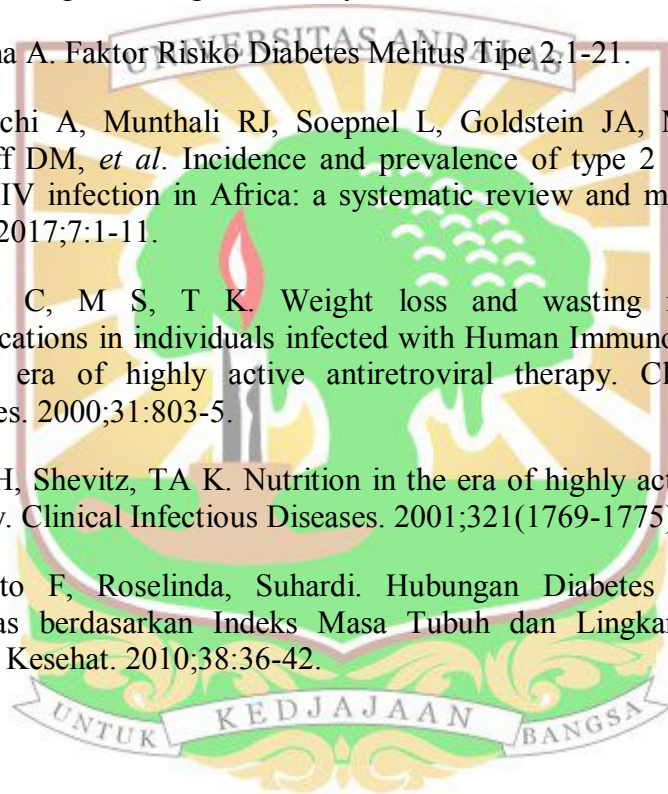 na A. Faktor Risiko Diabetes Melitus Tipe 2.1-21.
UNIVERSITAS ANDALAS
chi A, Munthali RJ, Soepnel L, Goldstein JA,
ff DM, et al. Incidence and prevalence of type 2
IV infection in Africa: a systematic review and m
2017;7:1-11.
C, M S, T K. Weight loss and wasting
cations in individuals infected with Human Immuno
era of highly active antiretroviral therapy. Cl
es. 2000;31:803-5.
H, Shevitz, TA K. Nutrition in the era of highly act
y. Clinical Infectious Diseases. 2001;321(1769-1775)
to F, Roselinda, Suhardi. Hubungan Diabetes
as berdasarkan Indeks Masa Tubuh dan Lingka
Kesehat. 2010;38:36-42.
UNTUK KEDJAJAAN BANGSA